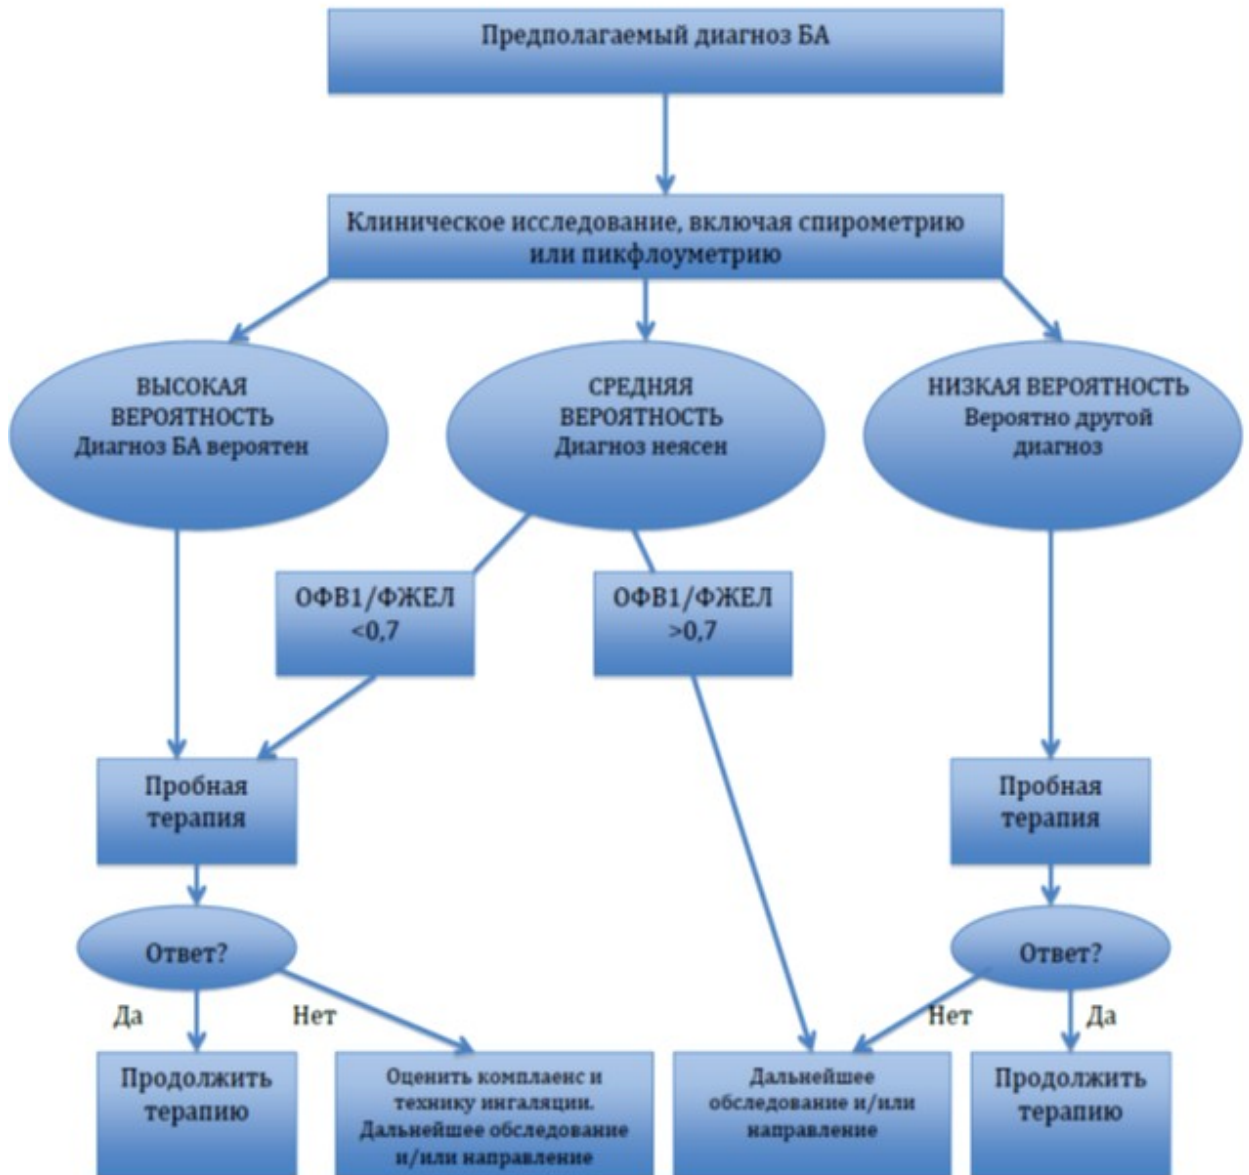 Предполагаемый диагноз БА
Клиническое исследование, включая спирометрию
или пикфлоуметрию
ВЫСОКАЯ
ВЕРОЯТНОСТЬ
Диагноз БА вероятен
СРЕДНЯЯ
ВЕРОЯТНОСТЬ
Диагноз неясен
НИЗКАЯ ВЕРОЯТНОСТЬ
Вероятно другой
диагноз
ОФВ1/ФЖЕЛ
<0,7
ОФВ1/ФЖЕЛ
>0,7
Пробная
терапия
Пробная
терапия
Ответ?
Ответ?
Да
Нет
Нет
Да
Продолжить
терапию
Оценить комплаенс и
технику ингаляции.
Дальнейшее обследование
и/или направление
Дальнейшее
обследование и/или
направление
Продолжить
терапию